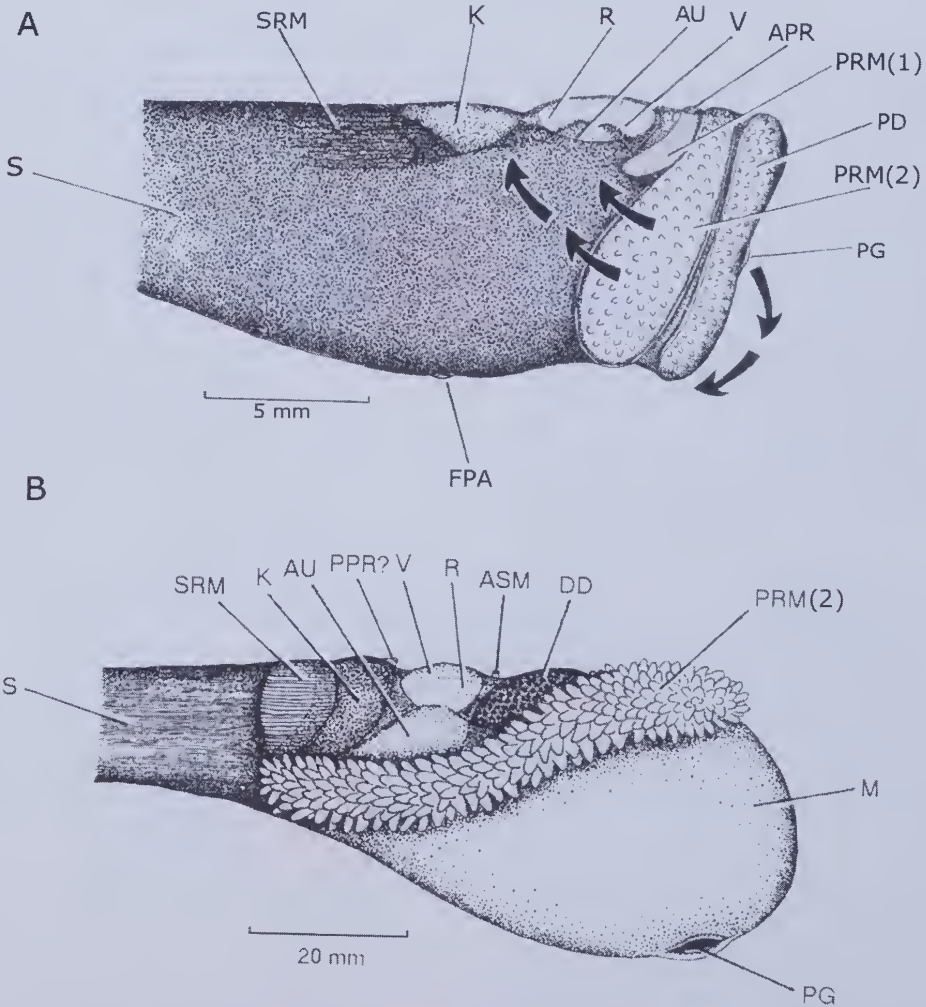 A
SRM
K
R
AU
V
APR
PRM(1)
PD
S
PRM(2)
PG
5 mm
FPA
B
SRM
K
AU
PPR?
V
R
ASM
DD
PRM(2)
S
M
20 mm
PG